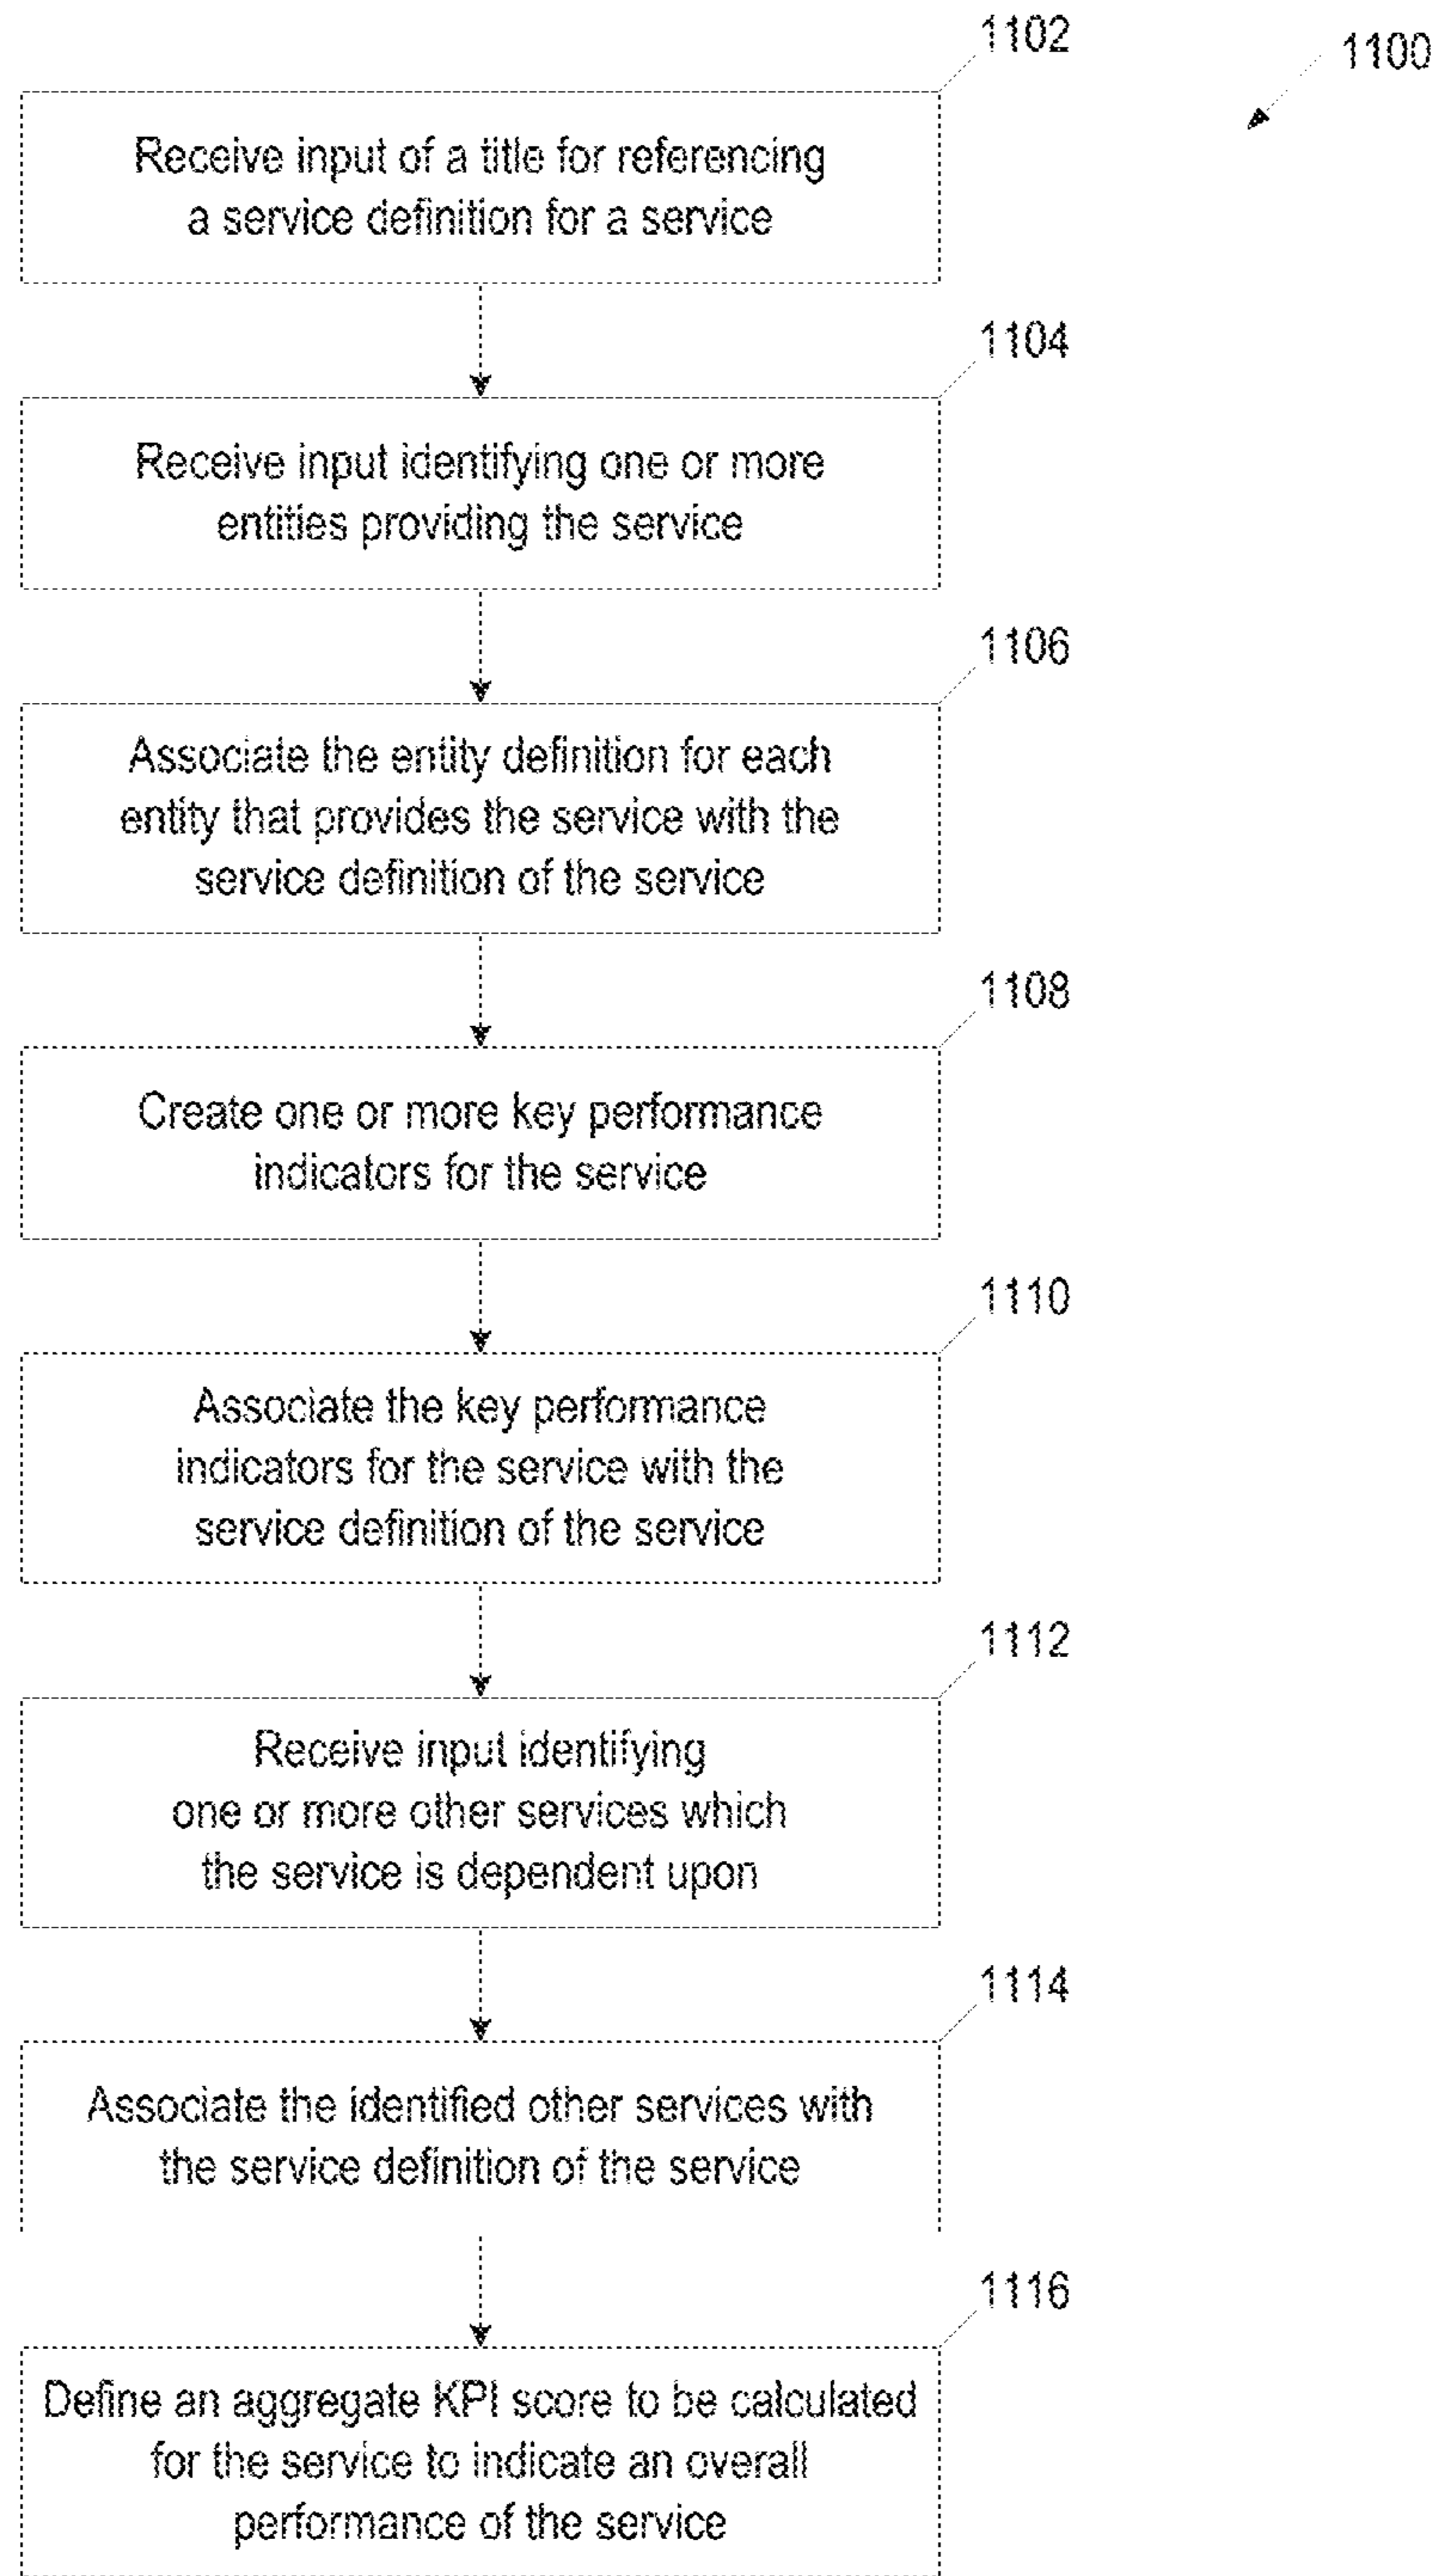 1102
1100
Receive input of a title for referencing
a service definition for a service
1104
Receive input identifying one or more
entities providing the service
1106
Associate the entity definition for each
entity that provides the service with the
service definition of the service
1108
Create one or more key performance
indicators for the service
1110
Associate the key performance
indicators for the service with the
service definition of the service
1112
Receive input identifying
one or more other services which
the service is dependent upon
1114
Associate the identified other services with
the service definition of the service
1116
Define an aggregate KPI score to be calculated
for the service to indicate an overall
performance of the service